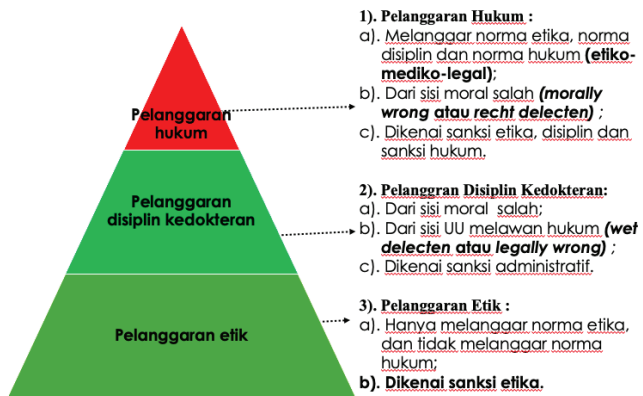 Pelanggaran
hukum
Pelanggaran
disiplin kedokteran
Pelanggaran etik
1). Pelanggaran Hukum :
a). Melanggar norma etika, norma
disiplin dan norma hukum (etiko-
mediko-legal);
b). Dari sisi moral salah (morally
wrong atau recht delecten) ;
c). Dikenai sanksi etika, disiplin dan
sanksi hukum.
2). Pelanggran Disiplin Kedokteran:
a). Dari sisi moral salah;
b). Dari sisi UU melawan hukum (wet
delecten atau legally wrong) ;
c). Dikenai sanksi administratif.
3). Pelanggaran Etik :
a). Hanya melanggar norma etika,
dan tidak melanggar norma
hukum;
b). Dikenai sanksi etika.